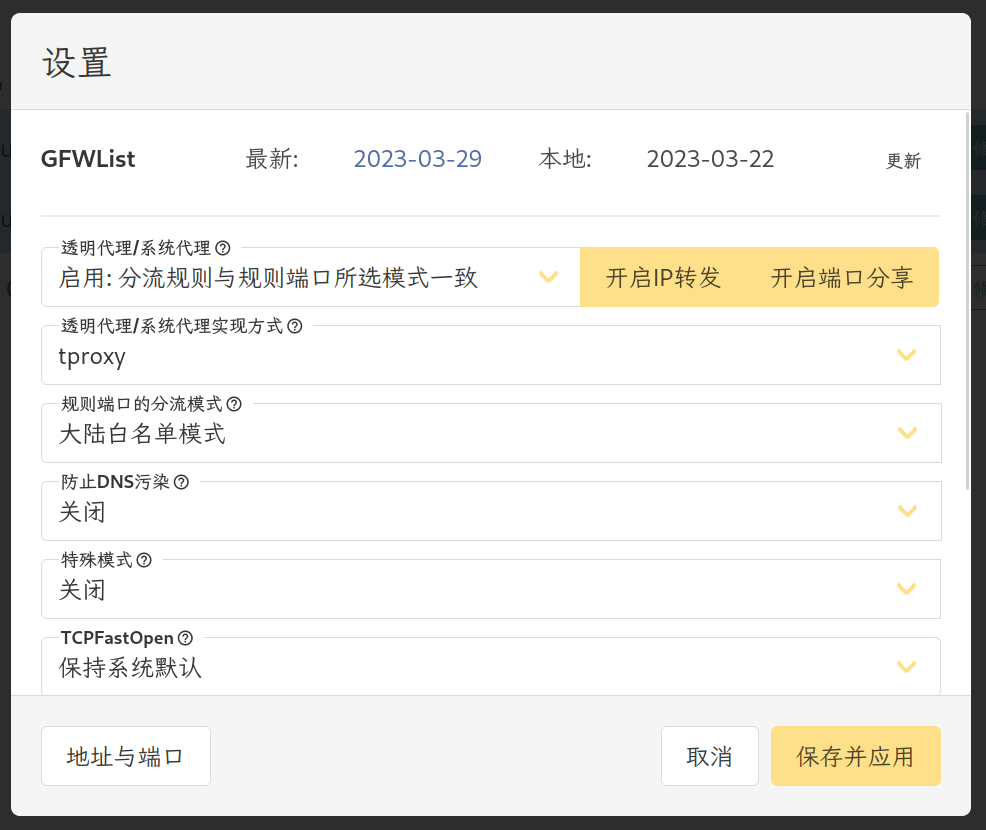 设置
GFWList 最新: 2023-03-29 本地: 2023-03-22 更新
透明代理/系统代理
启用: 分流规则与规则端口所选模式一致 开启IP转发 开启端口分享
透明代理/系统代理实现方式
tproxy
规则端口的分流模式
大陆白名单模式
防止DNS污染
关闭
特殊模式
关闭
TCPFastOpen
保持系统默认
地址与端口 取消 保存并应用